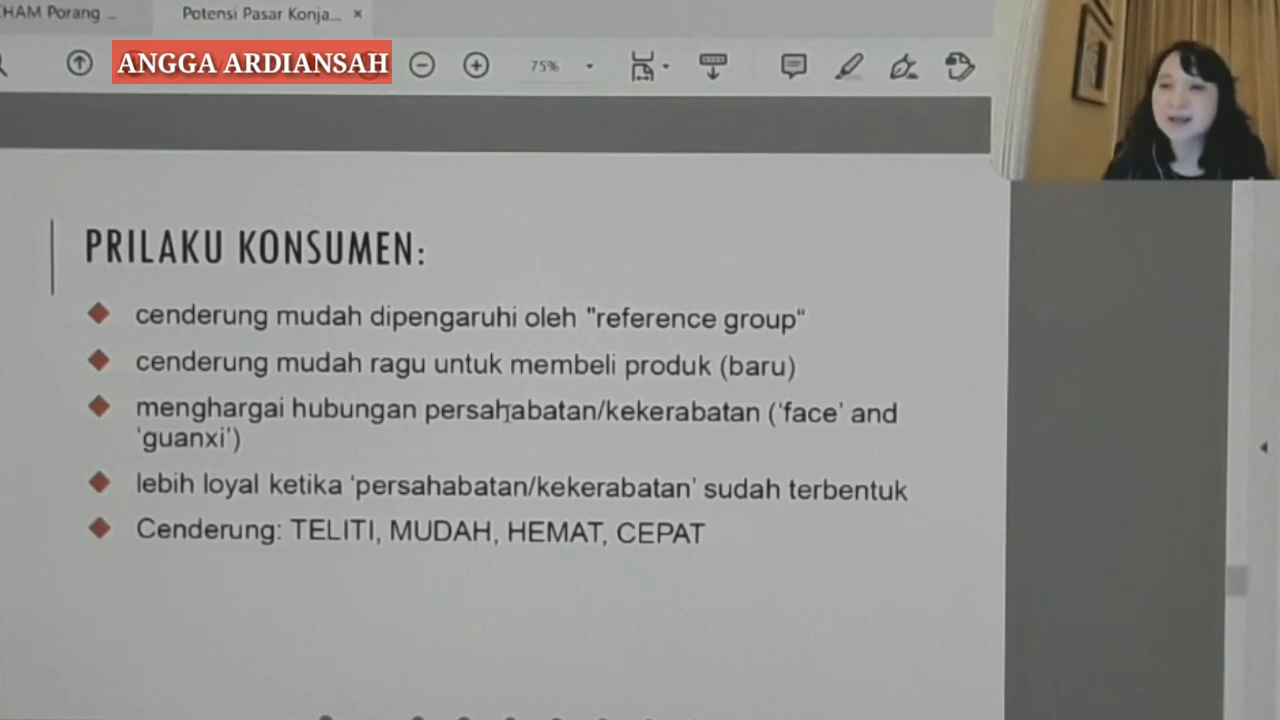 CHAM Porang ...
Potensi Pasar Konja... ×
ANGGA ARDIANSAH
75%
PRILAKU KONSUMEN:
cenderung mudah dipengaruhi oleh "reference group“
cenderung mudah ragu untuk membeli produk (baru)
menghargai hubungan persahabatan/kekerabatan (‘face’ and
‘guanxi’)
lebih loyal ketika ‘persahabatan/kekerabatan’ sudah terbentuk
Cenderung: TELITI, MUDAH, HEMAT, CEPAT